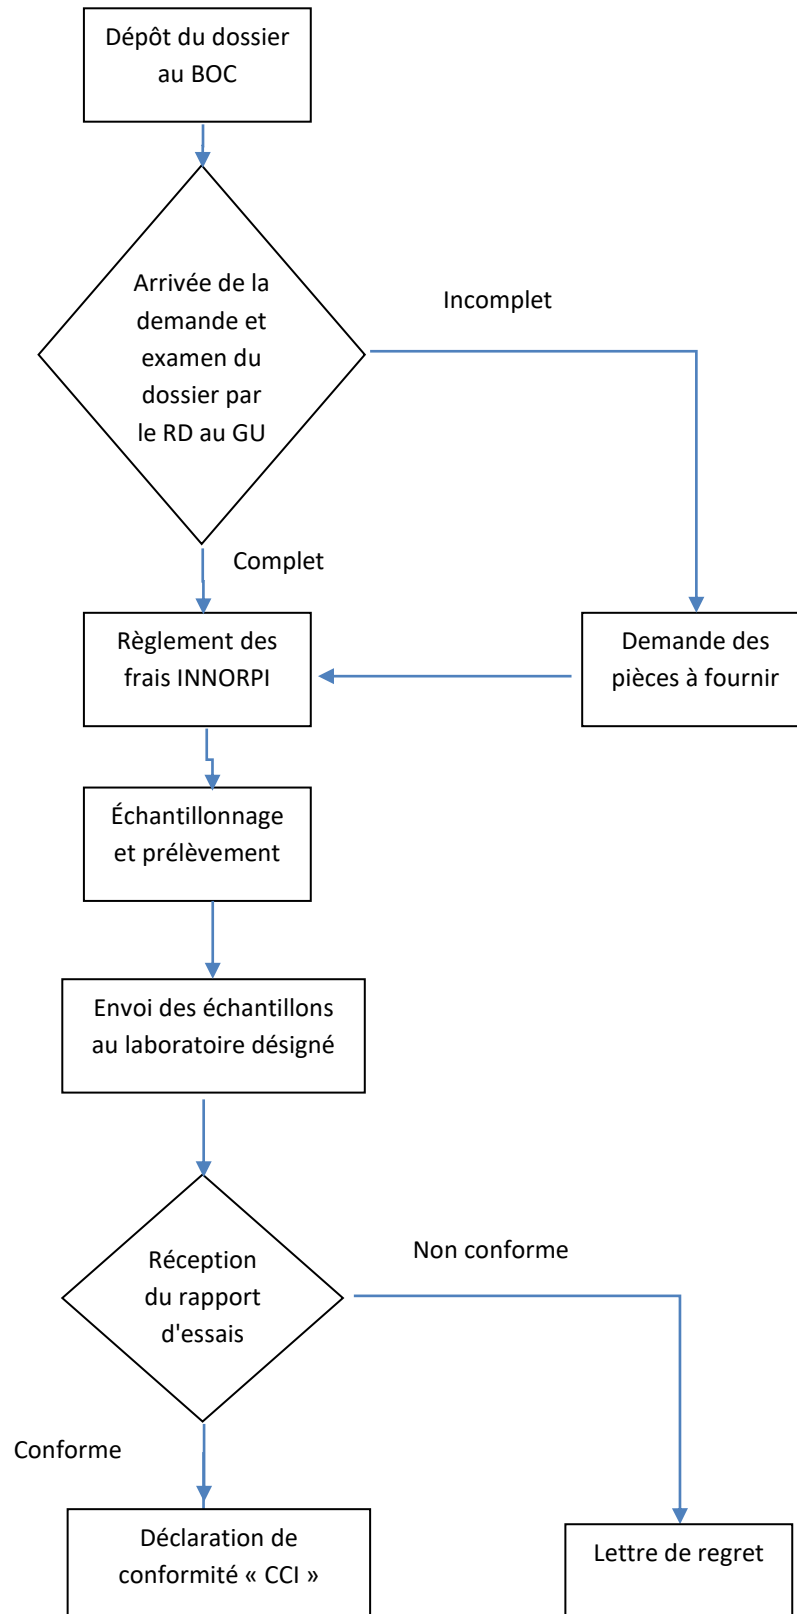 Dépôt du dossier
au BOC
Arrivée de la
demande et
examen du
dossier par
le RD au GU
Incomplet
Complet
Règlement des
frais INNORPI
Demande des
pièces à fournir
Échantillonnage
et prélèvement
Envoi des échantillons
au laboratoire désigné
Réception
du rapport
d'essais
Non conforme
Conforme
Déclaration de
conformité « CCI »
Lettre de regret